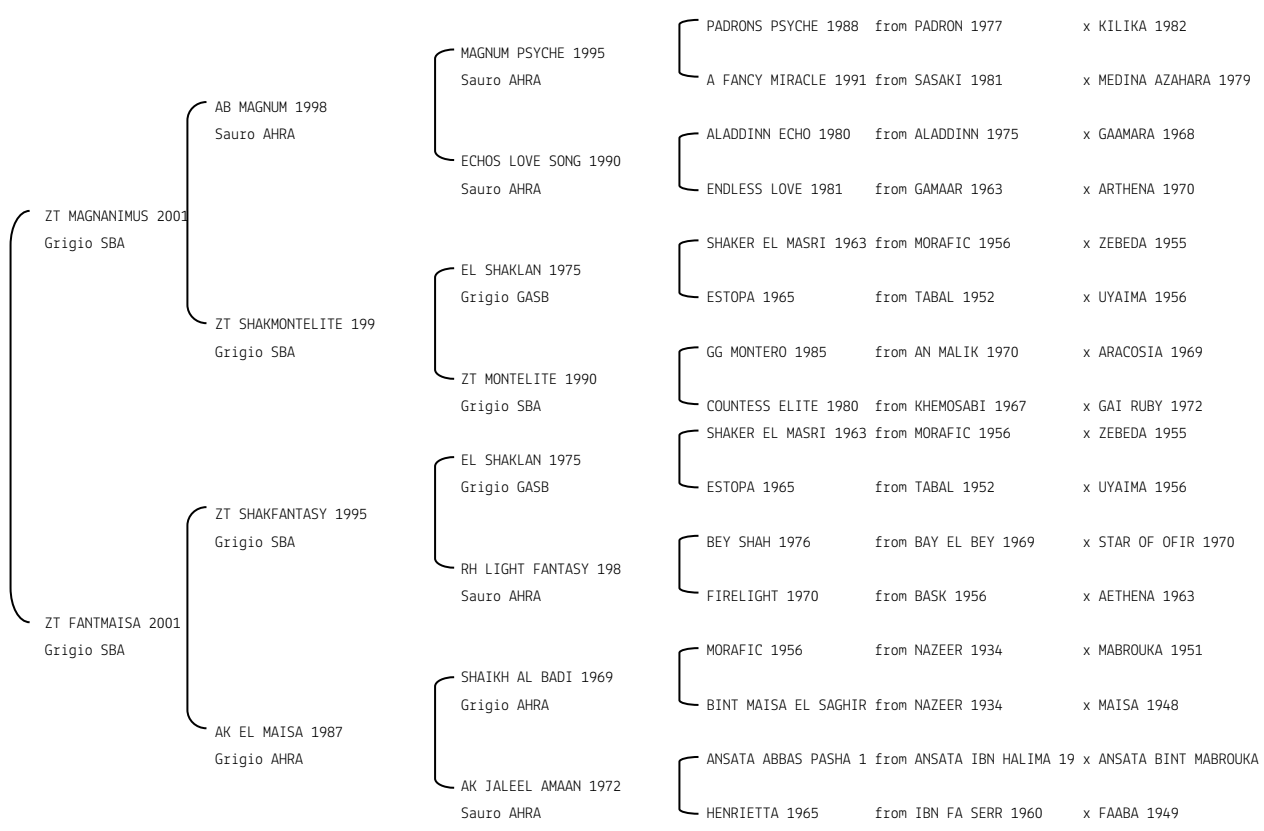 PADRONS PSYCHE 1988 from PADRON 1977 x KILIKA 1982
MAGNUM PSYCHE 1995
Sauro AHRA A FANCY MIRACLE 1991 from SASAKI 1981 x MEDINA AZAHARA 1979
AB MAGNUM 1998
Sauro AHRA ALADDINN ECHO 1980 from ALADDINN 1975 x GAAMARA 1968
ECHOS LOVE SONG 1990
Sauro AHRA ENDLESS LOVE 1981 from GAMAAR 1963 x ARTHENA 1970
ZT MAGNANIMUS 2001
Grigio SBA SHAKER EL MASRI 1963 from MORAFIC 1956 x ZEBEDA 1955
EL SHAKLAN 1975
Grigio GASB ESTOPA 1965 from TABAL 1952 x UYAIMA 1956
ZT SHAKMONTELITE 199
Grigio SBA GG MONTERO 1985 from AN MALIK 1970 x ARACOSIA 1969
ZT MONTELITE 1990
Grigio SBA COUNTESS ELITE 1980 from KHEMOSABI 1967 x GAI RUBY 1972
SHAKER EL MASRI 1963 from MORAFIC 1956 x ZEBEDA 1955
EL SHAKLAN 1975
Grigio GASB ESTOPA 1965 from TABAL 1952 x UYAIMA 1956
ZT SHAKFANTASY 1995
Grigio SBA BEY SHAH 1976 from BAY EL BEY 1969 x STAR OF OFIR 1970
RH LIGHT FANTASY 198
Sauro AHRA FIRELIGHT 1970 from BASK 1956 x AETHENA 1963
ZT FANTMAISA 2001
Grigio SBA MORAFIC 1956 from NAZEER 1934 x MABROUKA 1951
SHAIKH AL BADI 1969
Grigio AHRA BINT MAISA EL SAGHIR from NAZEER 1934 x MAISA 1948
AK EL MAISA 1987
Grigio AHRA ANSATA ABBAS PASHA 1 from ANSATA IBN HALIMA 19 x ANSATA BINT MABROUKA
AK JALEEL AMAAN 1972
Sauro AHRA HENRIETTA 1965 from IBN FA SERR 1960 x FAABA 1949